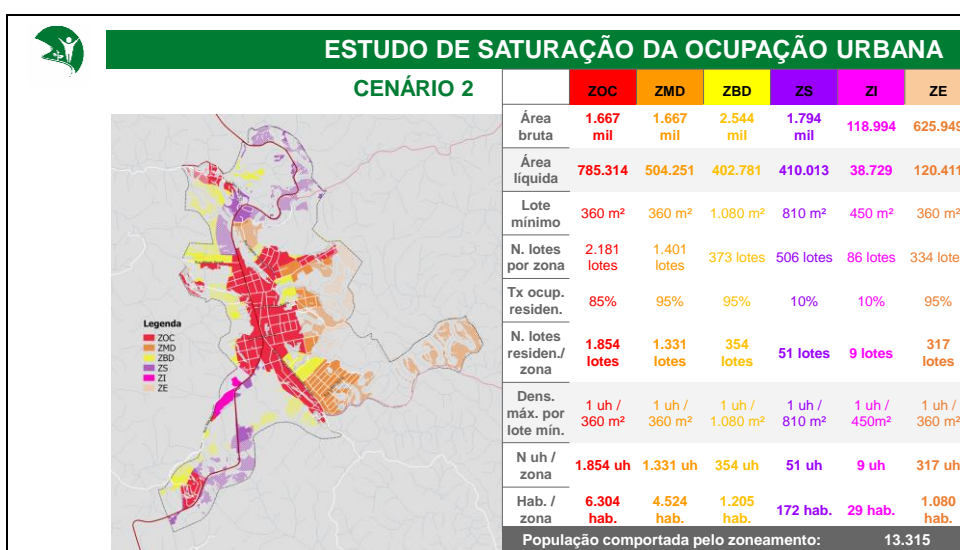 ESTUDO DE SATURAÇÃO DA OCUPAÇÃO URBANA
CENÁRIO 2
ZOC ZMD ZBD ZS ZI ZE
Área bruta 1.667 mil 1.667 mil 2.544 mil 1.794 mil 118.994 625.949
Área líquida 785.314 504.251 402.781 410.013 38.729 120.411
Lote mínimo 360 m² 360 m² 1.080 m² 810 m² 450 m² 360 m²
N. lotes por zona 2.181 lotes 1.401 lotes 373 lotes 506 lotes 86 lotes 334 lote
Tx ocup. residen. 85% 95% 95% 10% 10% 95%
N. lotes residen./ zona 1.854 lotes 1.331 lotes 354 lotes 51 lotes 9 lotes 317 lotes
Dens. máx. por lote mín. 1 uh / 360 m² 1 uh / 360 m² 1 uh / 1.080 m² 1 uh / 810 m² 1 uh / 450m² 1 uh / 360 m²
N uh / zona 1.854 uh 1.331 uh 354 uh 51 uh 9 uh 317 uh
Hab. / zona 6.304 hab. 4.524 hab. 1.205 hab. 172 hab. 29 hab. 1.080 hab.
População comportada pelo zoneamento: 13.315
Legenda
ZOC
ZMD
ZBD
ZS
ZI
ZE